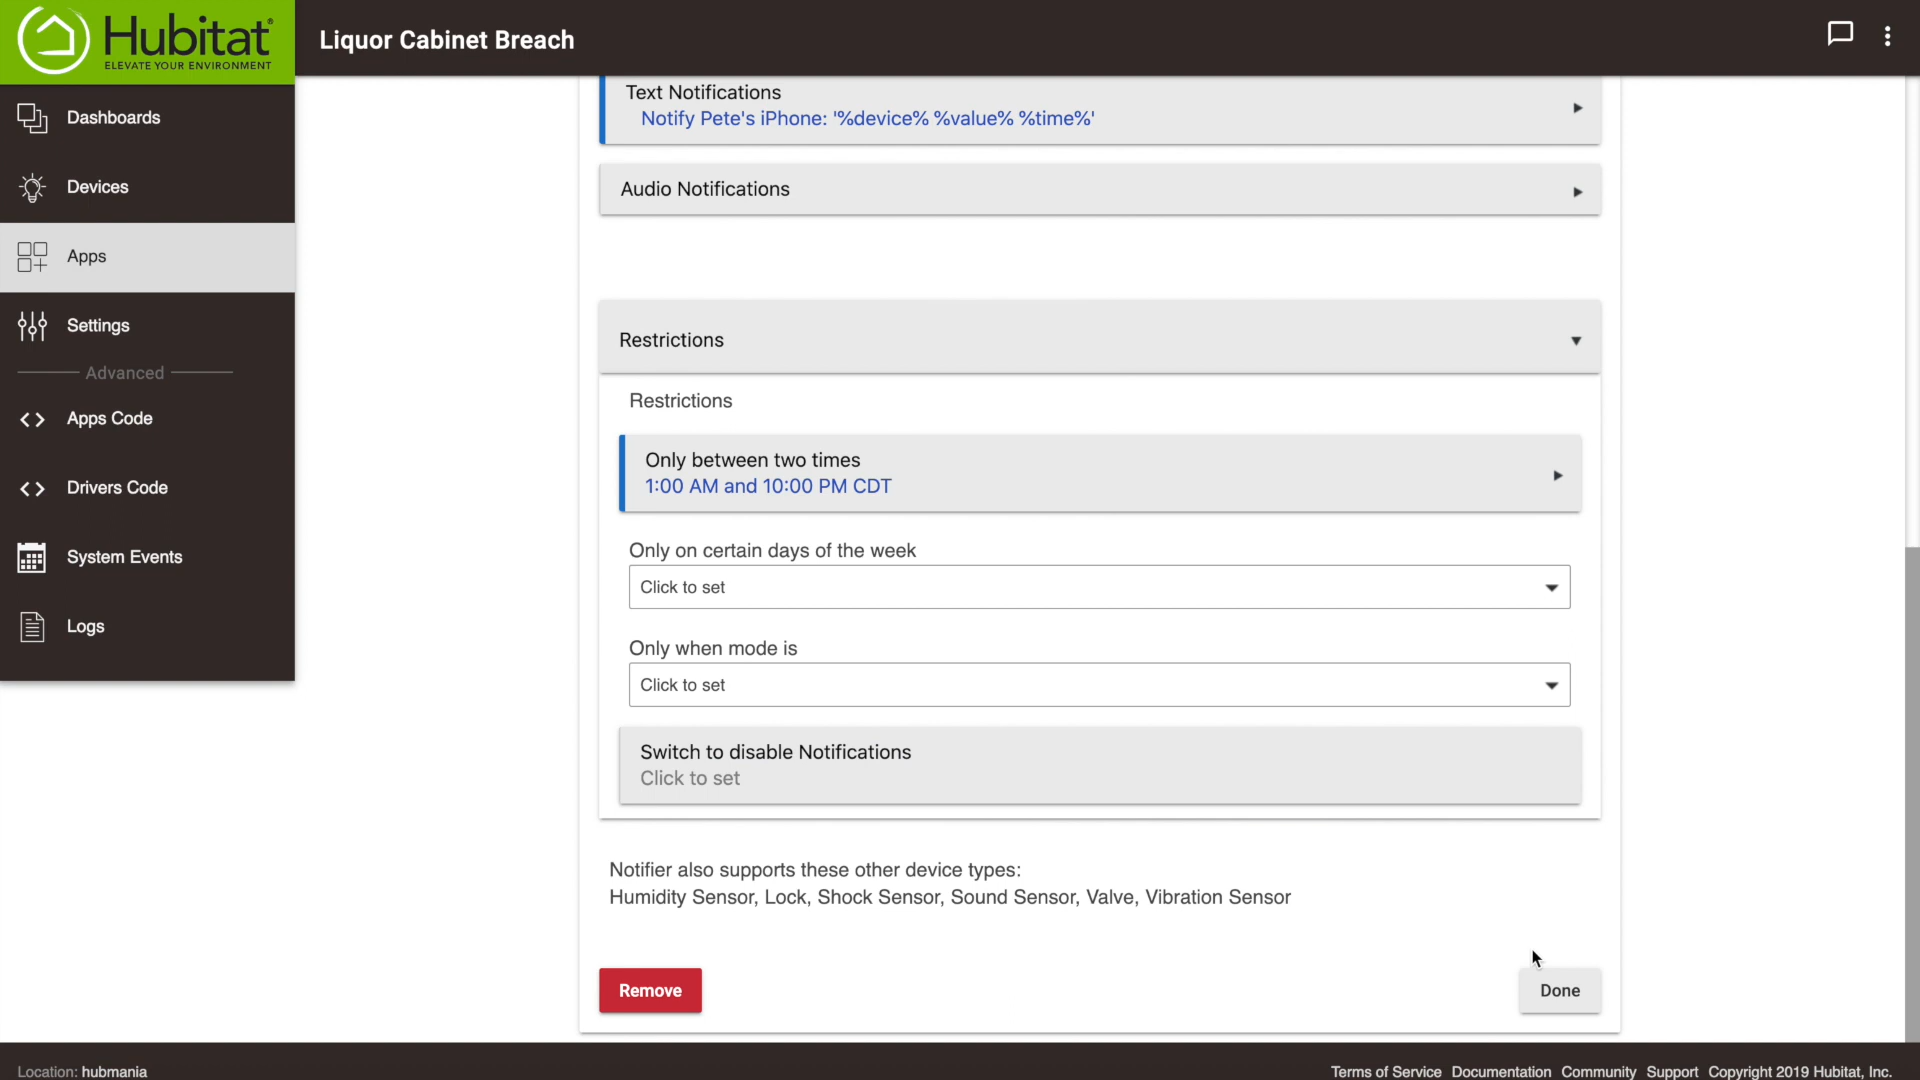 Hubitat®
ELEVATE YOUR ENVIRONMENT
Liquor Cabinet Breach
Dashboards
Devices
Apps
Settings
Advanced
Apps Code
Drivers Code
System Events
Logs
Text Notifications
Notify Pete's iPhone: '%device% %value% %time%'
Audio Notifications
Restrictions
Restrictions
Only between two times
1:00 AM and 10:00 PM CDT
Only on certain days of the week
Click to set
Only when mode is
Click to set
Switch to disable Notifications
Click to set
Notifier also supports these other device types:
Humidity Sensor, Lock, Shock Sensor, Sound Sensor, Valve, Vibration Sensor
Remove
Done
Location: hubmania
Terms of Service Documentation Community Support Copyright 2019 Hubitat, Inc.